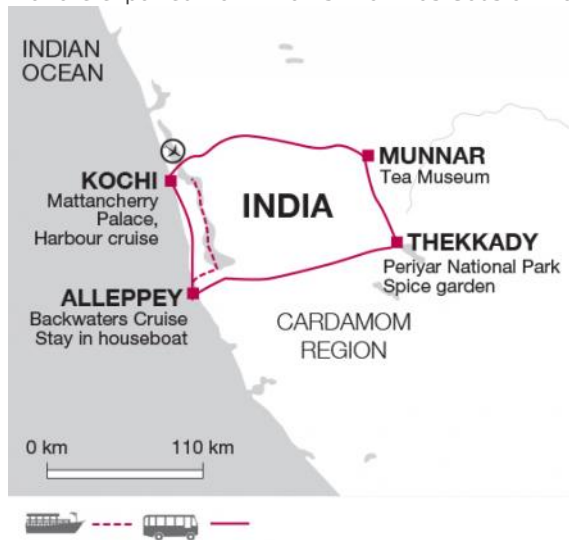 INDIAN
OCEAN
MUNNAR
Tea Museum
KOCHI
Mattancherry
Palace,
Harbour cruise
INDIA
THEKKADY
Periyar National Park
Spice garden
ALLEPPEY
Backwaters Cruise
Stay in houseboat
CARDAMOM
REGION
0 km 110 km